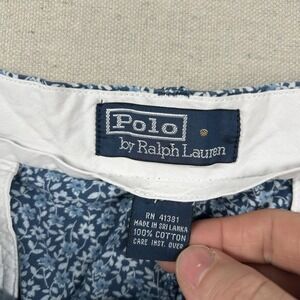 Polo
by Ralph Lauren
RN 41381
MADE IN SRI LANKA
100% COTTON
CARE INST. OVER